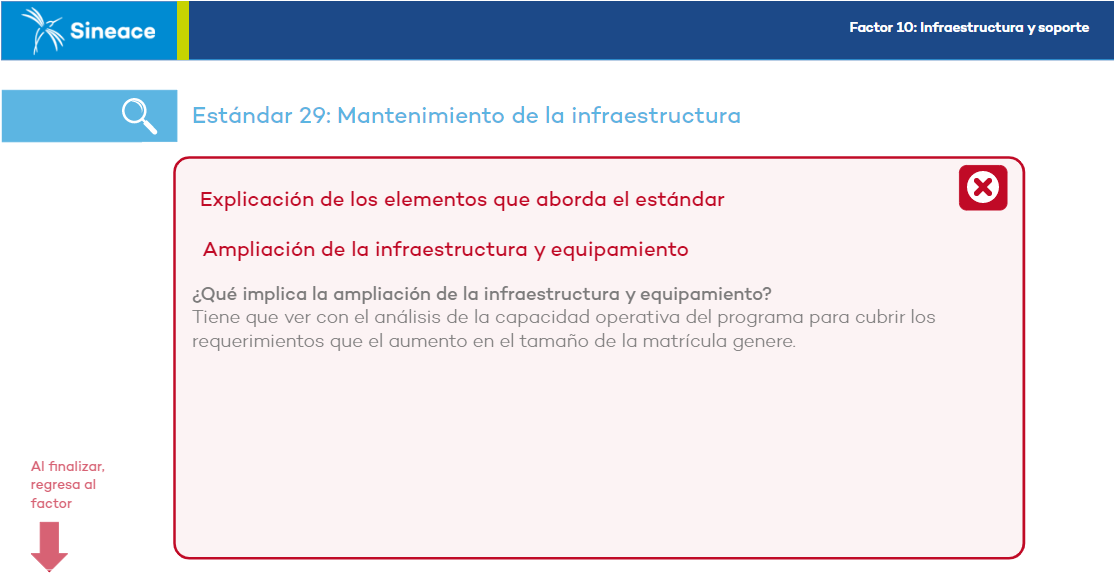 Sineace
Factor 10: Infraestructura y soporte
Estándar 29: Mantenimiento de la infraestructura
Explicación de los elementos que aborda el estándar
Ampliación de la infraestructura y equipamiento
¿Qué implica la ampliación de la infraestructura y equipamiento?
Tiene que ver con el análisis de la capacidad operativa del programa para cubrir los
requerimientos que el aumento en el tamaño de la matrícula genere.
Al finalizar,
regresa al
factor